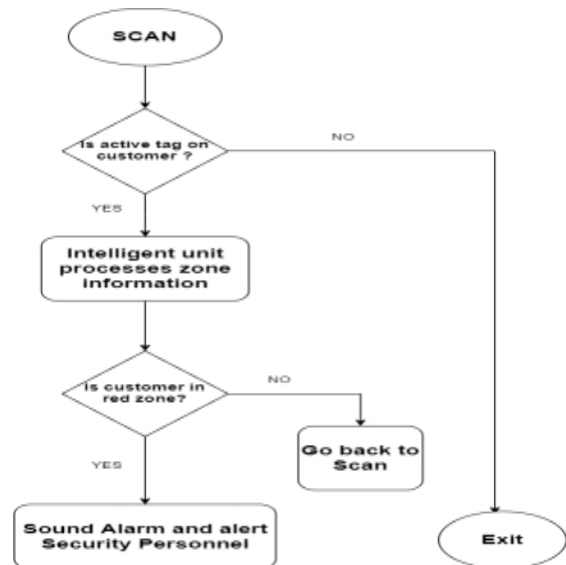 SCAN
Is active tag on
customer ?
NO
YES
Intelligent unit
processes zone
information
Is customer in
red zone?
NO
YES
Go back to
Scan
Sound Alarm and alert
Security Personnel
Exit